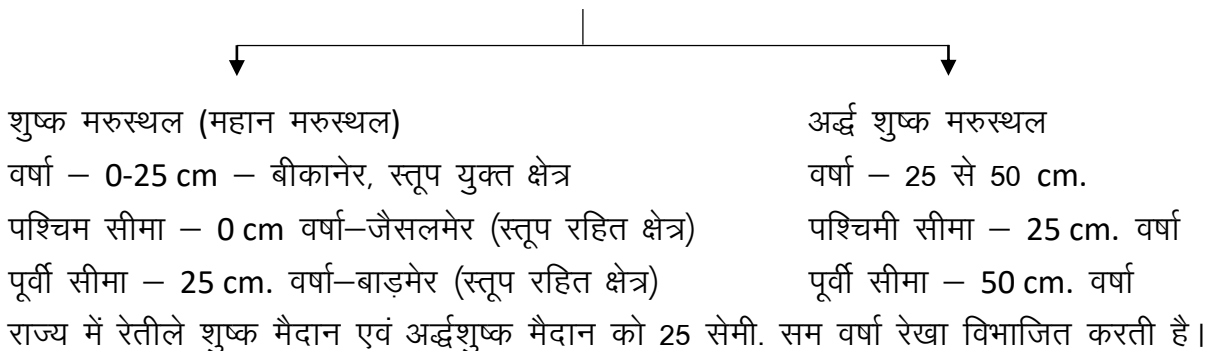 शुष्क मरुस्थल (महान मरुस्थल) अर्द्ध शुष्क मरुस्थल
वर्षा – 0-25 cm – बीकानेर, स्तूप युक्त क्षेत्र वर्षा – 25 से 50 cm.
पश्चिम सीमा – 0 cm वर्षा–जैसलमेर (स्तूप रहित क्षेत्र) पश्चिमी सीमा – 25 cm. वर्षा
पूर्वी सीमा – 25 cm. वर्षा–बाड़मेर (स्तूप रहित क्षेत्र) पूर्वी सीमा – 50 cm. वर्षा
राज्य में रेतीले शुष्क मैदान एवं अर्द्धशुष्क मैदान को 25 सेमी. सम वर्षा रेखा विभाजित करती है।